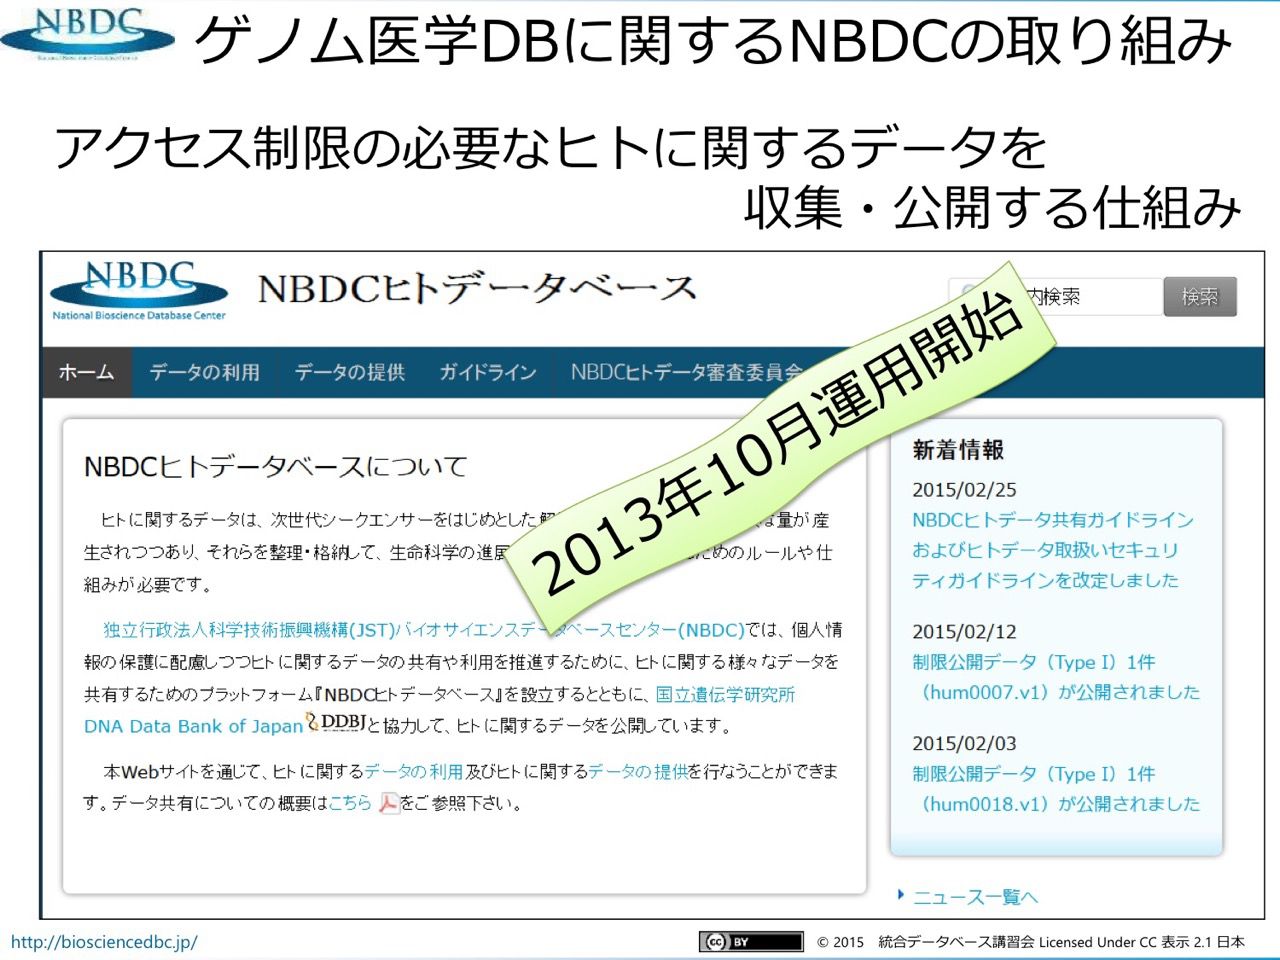 NBDC
ゲノム医学DBに関するNBDCの取り組み
アクセス制限の必要なヒトに関するデータを
収集・公開する仕組み
NBDC
National Bioscience Database Center
NBDCヒトデータベース
内検索
検索
ホーム データの利用 データの提供 ガイドライン NBDCヒトデータ審査委員会
2013年10月運用開始
NBDCヒトデータベースについて
ヒトに関するデータは、次世代シークエンサーをはじめとした 量が産
生されつつあり、それらを整理・格納して、生命科学の進展 ためのルールや仕
組みが必要です。
独立行政法人科学技術振興機構(JST)バイオサイエンスデータベースセンター(NBDC)では、個人情
報の保護に配慮しつつヒトに関するデータの共有や利用を推進するために、ヒトに関する様々なデータを
共有するためのプラットフォーム『NBDCヒトデータベース』を設立するとともに、国立遺伝学研究所
DNA Data Bank of Japan DDBJと協力して、ヒトに関するデータを公開しています。
本Webサイトを通じて、ヒトに関するデータの利用及びヒトに関するデータの提供を行なうことができま
す。データ共有についての概要はこちら をご参照下さい。
新着情報
2015/02/25
NBDCヒトデータ共有ガイドライン
およびヒトデータ取扱いセキュリ
ティガイドラインを改定しました
2015/02/12
制限公開データ（Type I）1件
（hum0007.v1）が公開されました
2015/02/03
制限公開データ（Type I）1件
（hum0018.v1）が公開されました
ニュース一覧へ
http://biosciencedbc.jp/
cc BY
© 2015 統合データベース講習会 Licensed Under CC 表示 2.1 日本